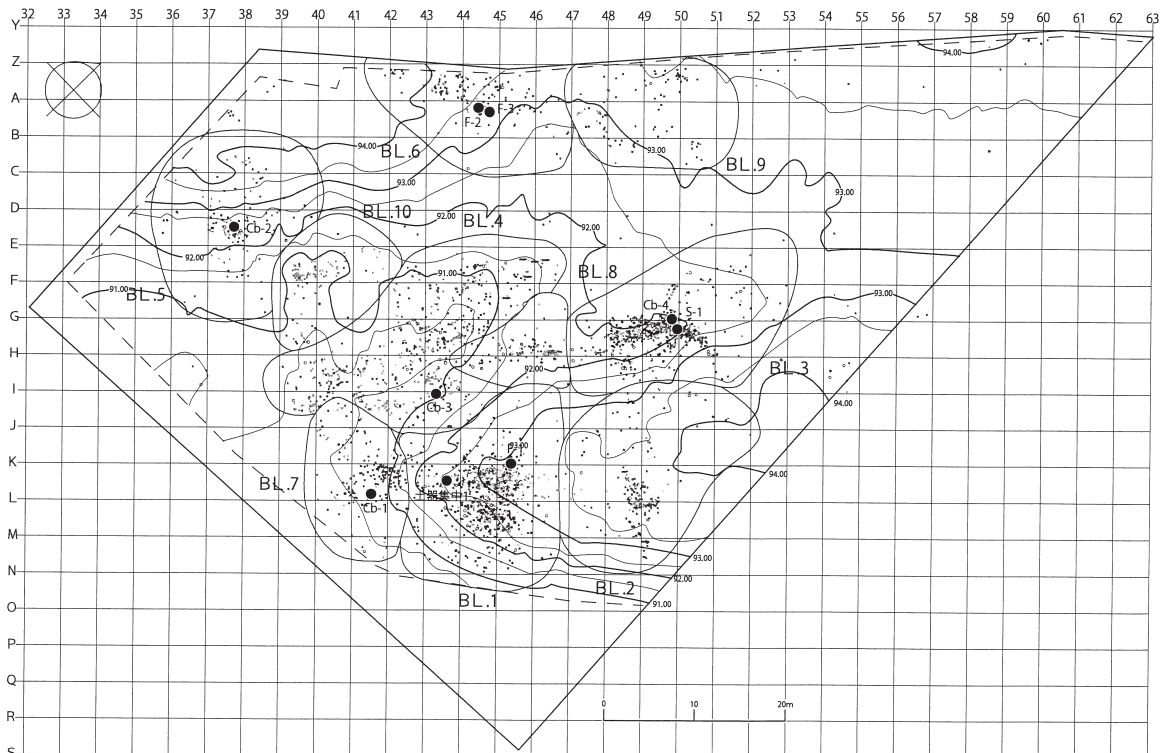 32 33 34 35 36 37 38 39 40 41 42 43 44 45 46 47 48 49 50 51 52 53 54 55 56 57 58 59 60 61 62 63
Y
94.00
Z
A
F-2
F-3
B
94.00
BL.6
93.00
C
BL.9
93.00
93.00
D
BL.10
92.00
BL.4
Cb-2
92.00
E
92.00
BL.8
F
91.00
91.00
BL.5
93.00
Cb-4
S-1
G
H
92.00
BL.3
I
Cb-3
94.00
J
93.00
K
94.00
BL.7
土器集中1
L
Cb-1
M
93.00
N
92.00
BL.2
BL.1
91.00
O
P
Q
R
0 10 20m
S